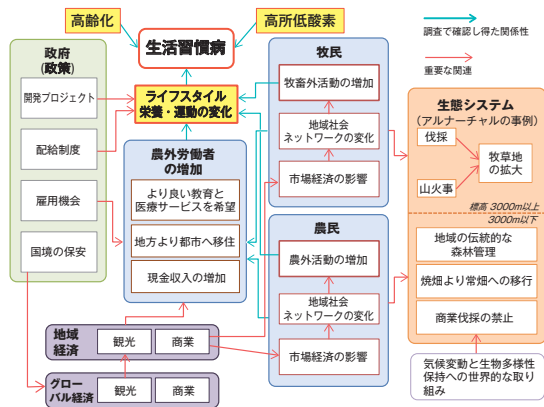 高齢化
高所低酸素
生活習慣病
調査で確認し得た関係性
重要な関連
政府
(政策)
開発プロジェクト
配給制度
雇用機会
国境の保安
ライフスタイル
栄養・運動の変化
農外労働者
の増加
より良い教育と
医療サービスを希望
地方より都市へ移住
現金収入の増加
牧民
牧畜外活動の増加
地域社会
ネットワークの変化
市場経済の影響
農民
農外活動の増加
地域社会
ネットワークの変化
市場経済の影響
生態システム
(アルナーチャルの事例)
伐採
山火事
牧草地
の拡大
標高 3000m以上
3000m以下
地域の伝統的な
森林管理
焼畑より常畑への移行
商業伐採の禁止
気候変動と生物多様性
保持への世界的な取り
組み
地域
経済
観光
商業
グロー
バル経済
観光
商業